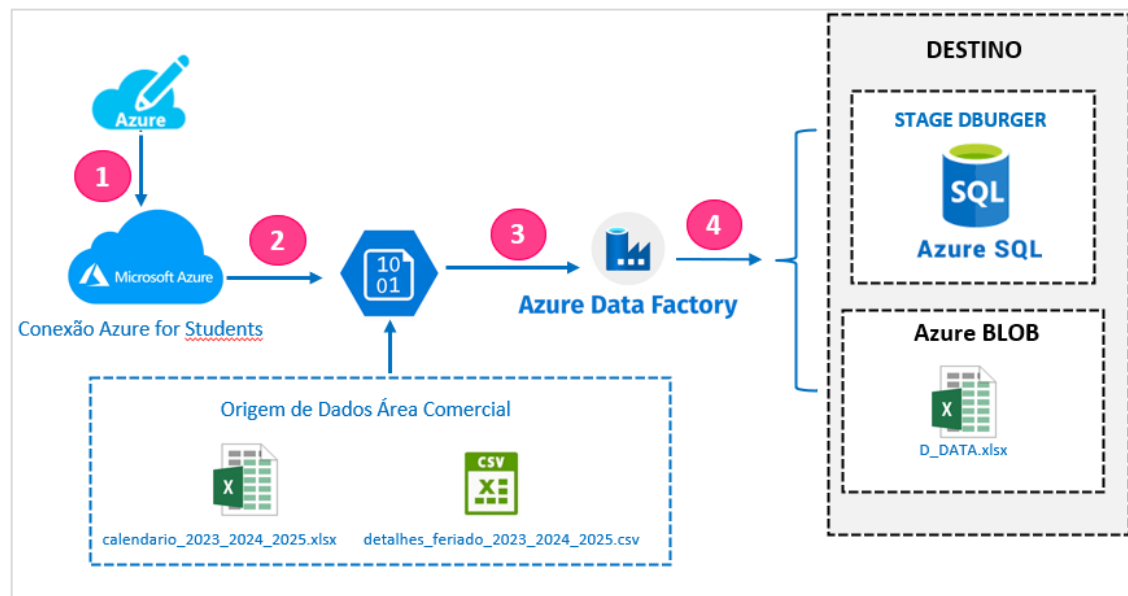 Azure
1
Microsoft Azure
Conexão Azure for Students
2
10
01
3
Azure Data Factory
4
Origem de Dados Área Comercial
X
calendario_2023_2024_2025.xlsx
CSV
X
detalhes_feriado_2023_2024_2025.csv
DESTINO
STAGE DBURGER
SQL
Azure SQL
Azure BLOB
X
D_DATA.xlsx